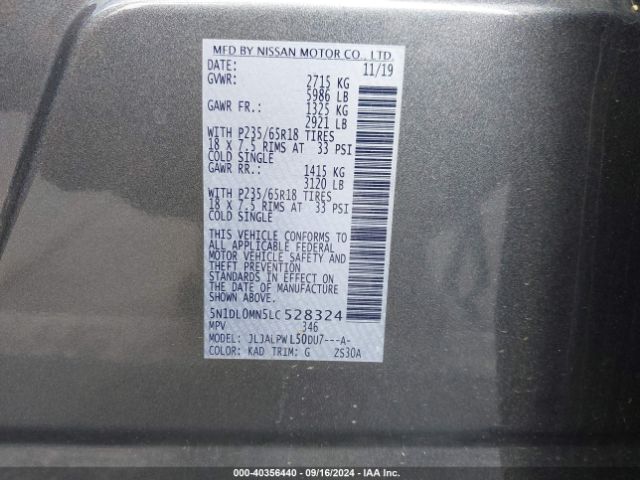 MFD BY NISSAN MOTOR CO., LTD.
DATE: 11/19
GVWR: 2715 KG
5986 LB
GAWR FR.: 1325 KG
2921 LB
WITH P235/65R18 TIRES
18 X 7.5 RIMS AT 33 PSI
COLD SINGLE
GAWR RR.: 1415 KG
3120 LB
WITH P235/65R18 TIRES
18 X 7.5 RIMS AT 33 PSI
COLD SINGLE
THIS VEHICLE CONFORMS TO
ALL APPLICABLE FEDERAL
MOTOR VEHICLE SAFETY AND
THEFT PREVENTION
STANDARDS IN EFFECT ON
THE DATE OF MANUFACTURE
SHOWN ABOVE.
5N1DL0MN5LC528324
MPV 346
MODEL: JLJALPWL50DU7---A-
COLOR: KAD TRIM: G ZS30A
000-40356440 - 09/16/2024 - IAA Inc.